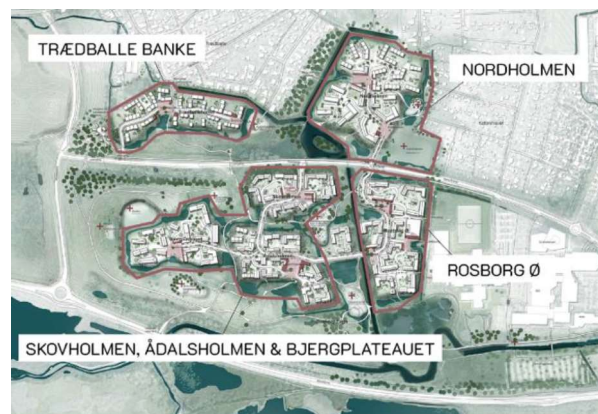 TRÆDBALLE BANKE
NORDHOLMEN
ROSBORG Ø
SKOVHOLMEN, ÅDALSHOLMEN & BJERGPLATEAUET